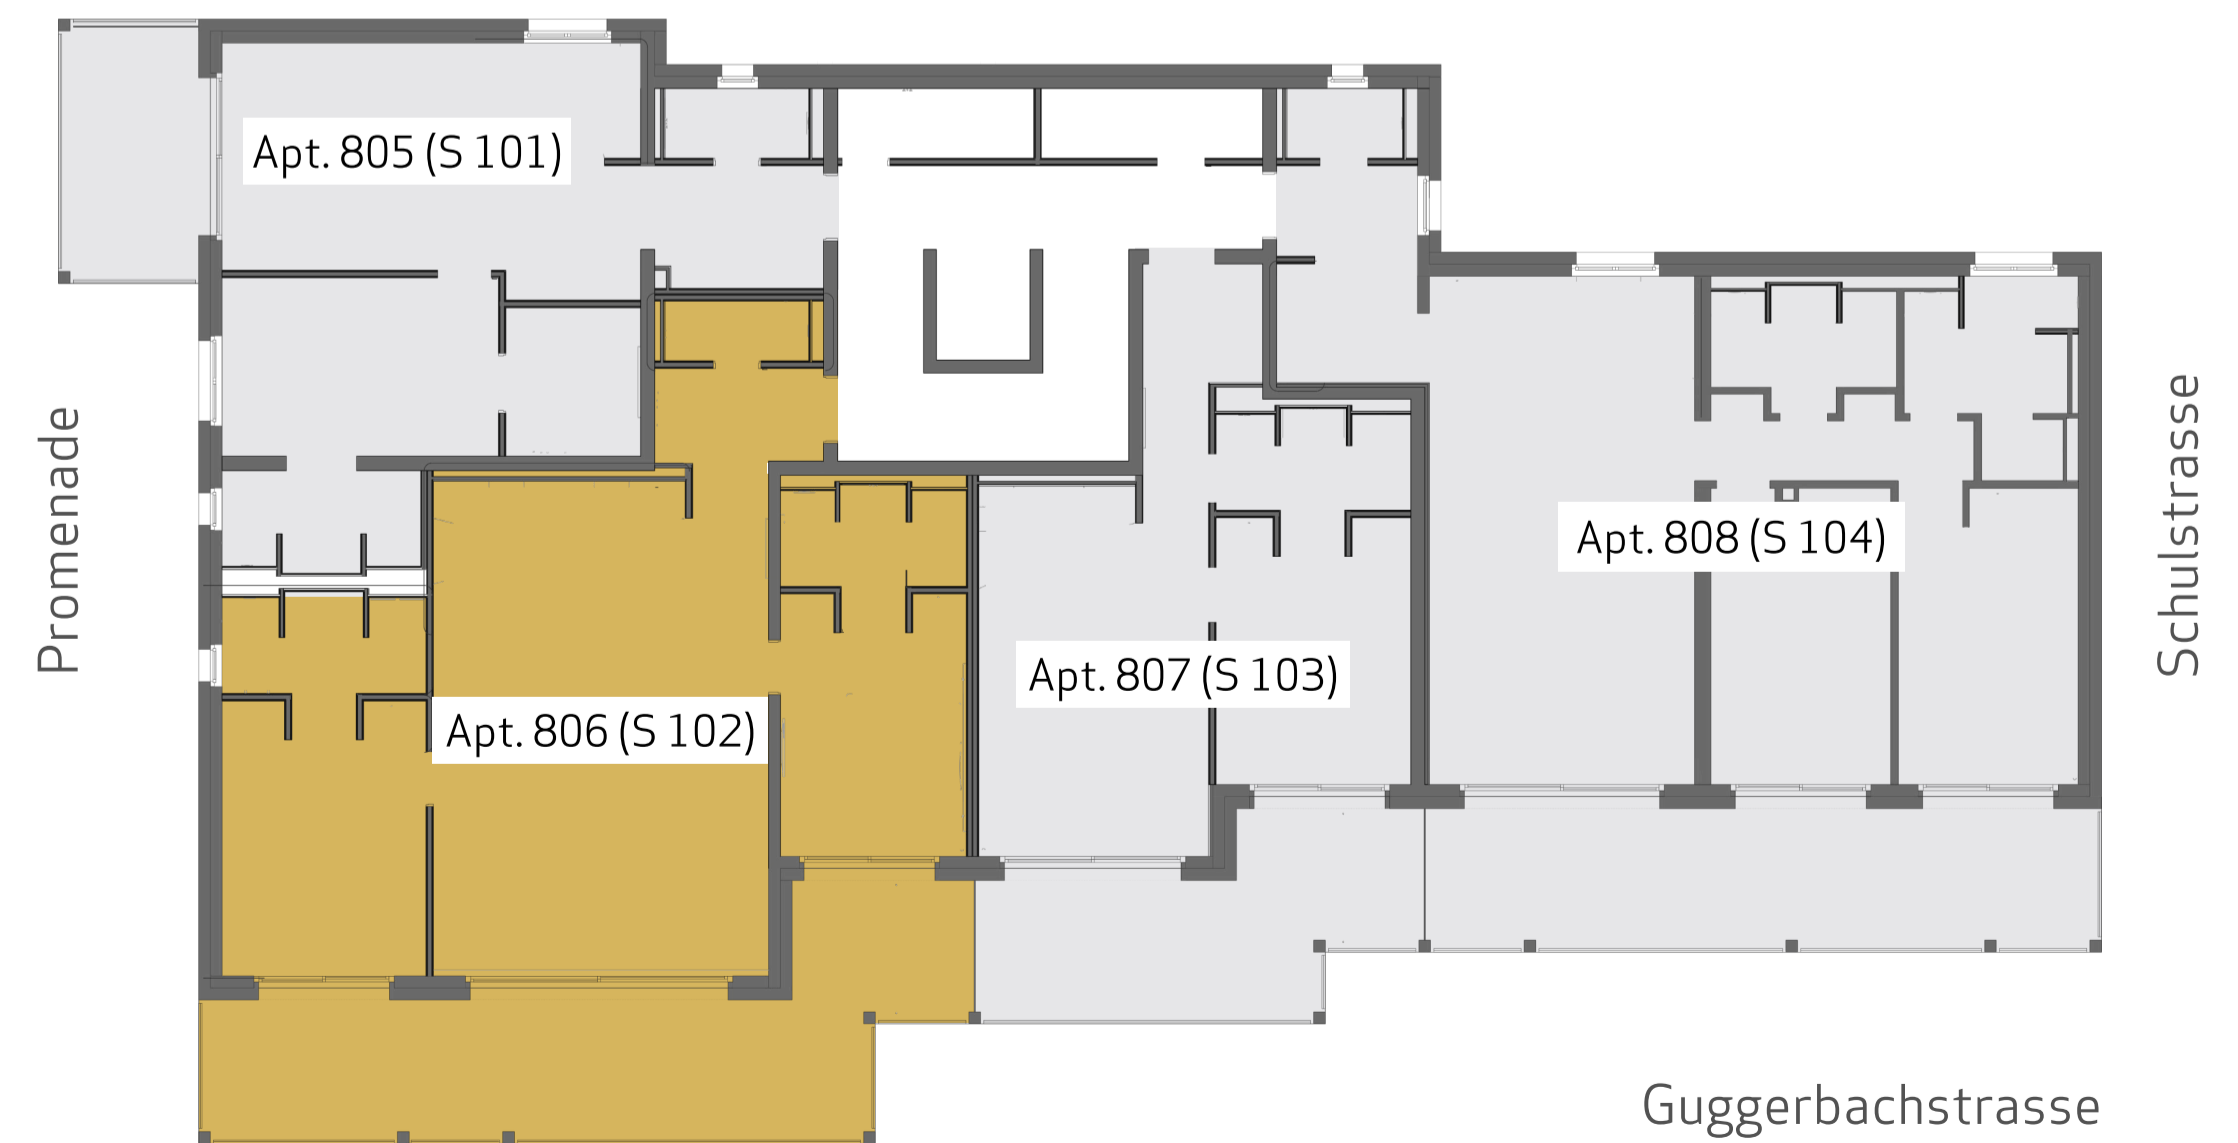 Apt. 805 (S 101)
Promenade
Schulstrasse
Apt. 808 (S 104)
Apt. 807 (S 103)
Apt. 806 (S 102)
Guggerbachstrasse